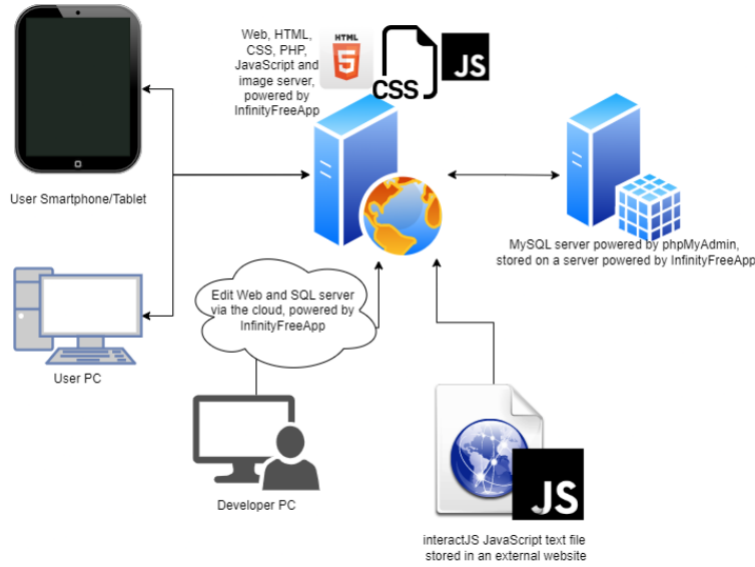 Web, HTML,
CSS, PHP,
JavaScript and
image server,
powered by
InfinityFreeApp
HTML
5
CSS
JS
User Smartphone/Tablet
MySQL server powered by phpMyAdmin,
stored on a server powered by InfinityFreeApp
Edit Web and SQL server
via the cloud, powered by
InfinityFreeApp
User PC
Developer PC
JS
interactJS JavaScript text file
stored in an external website